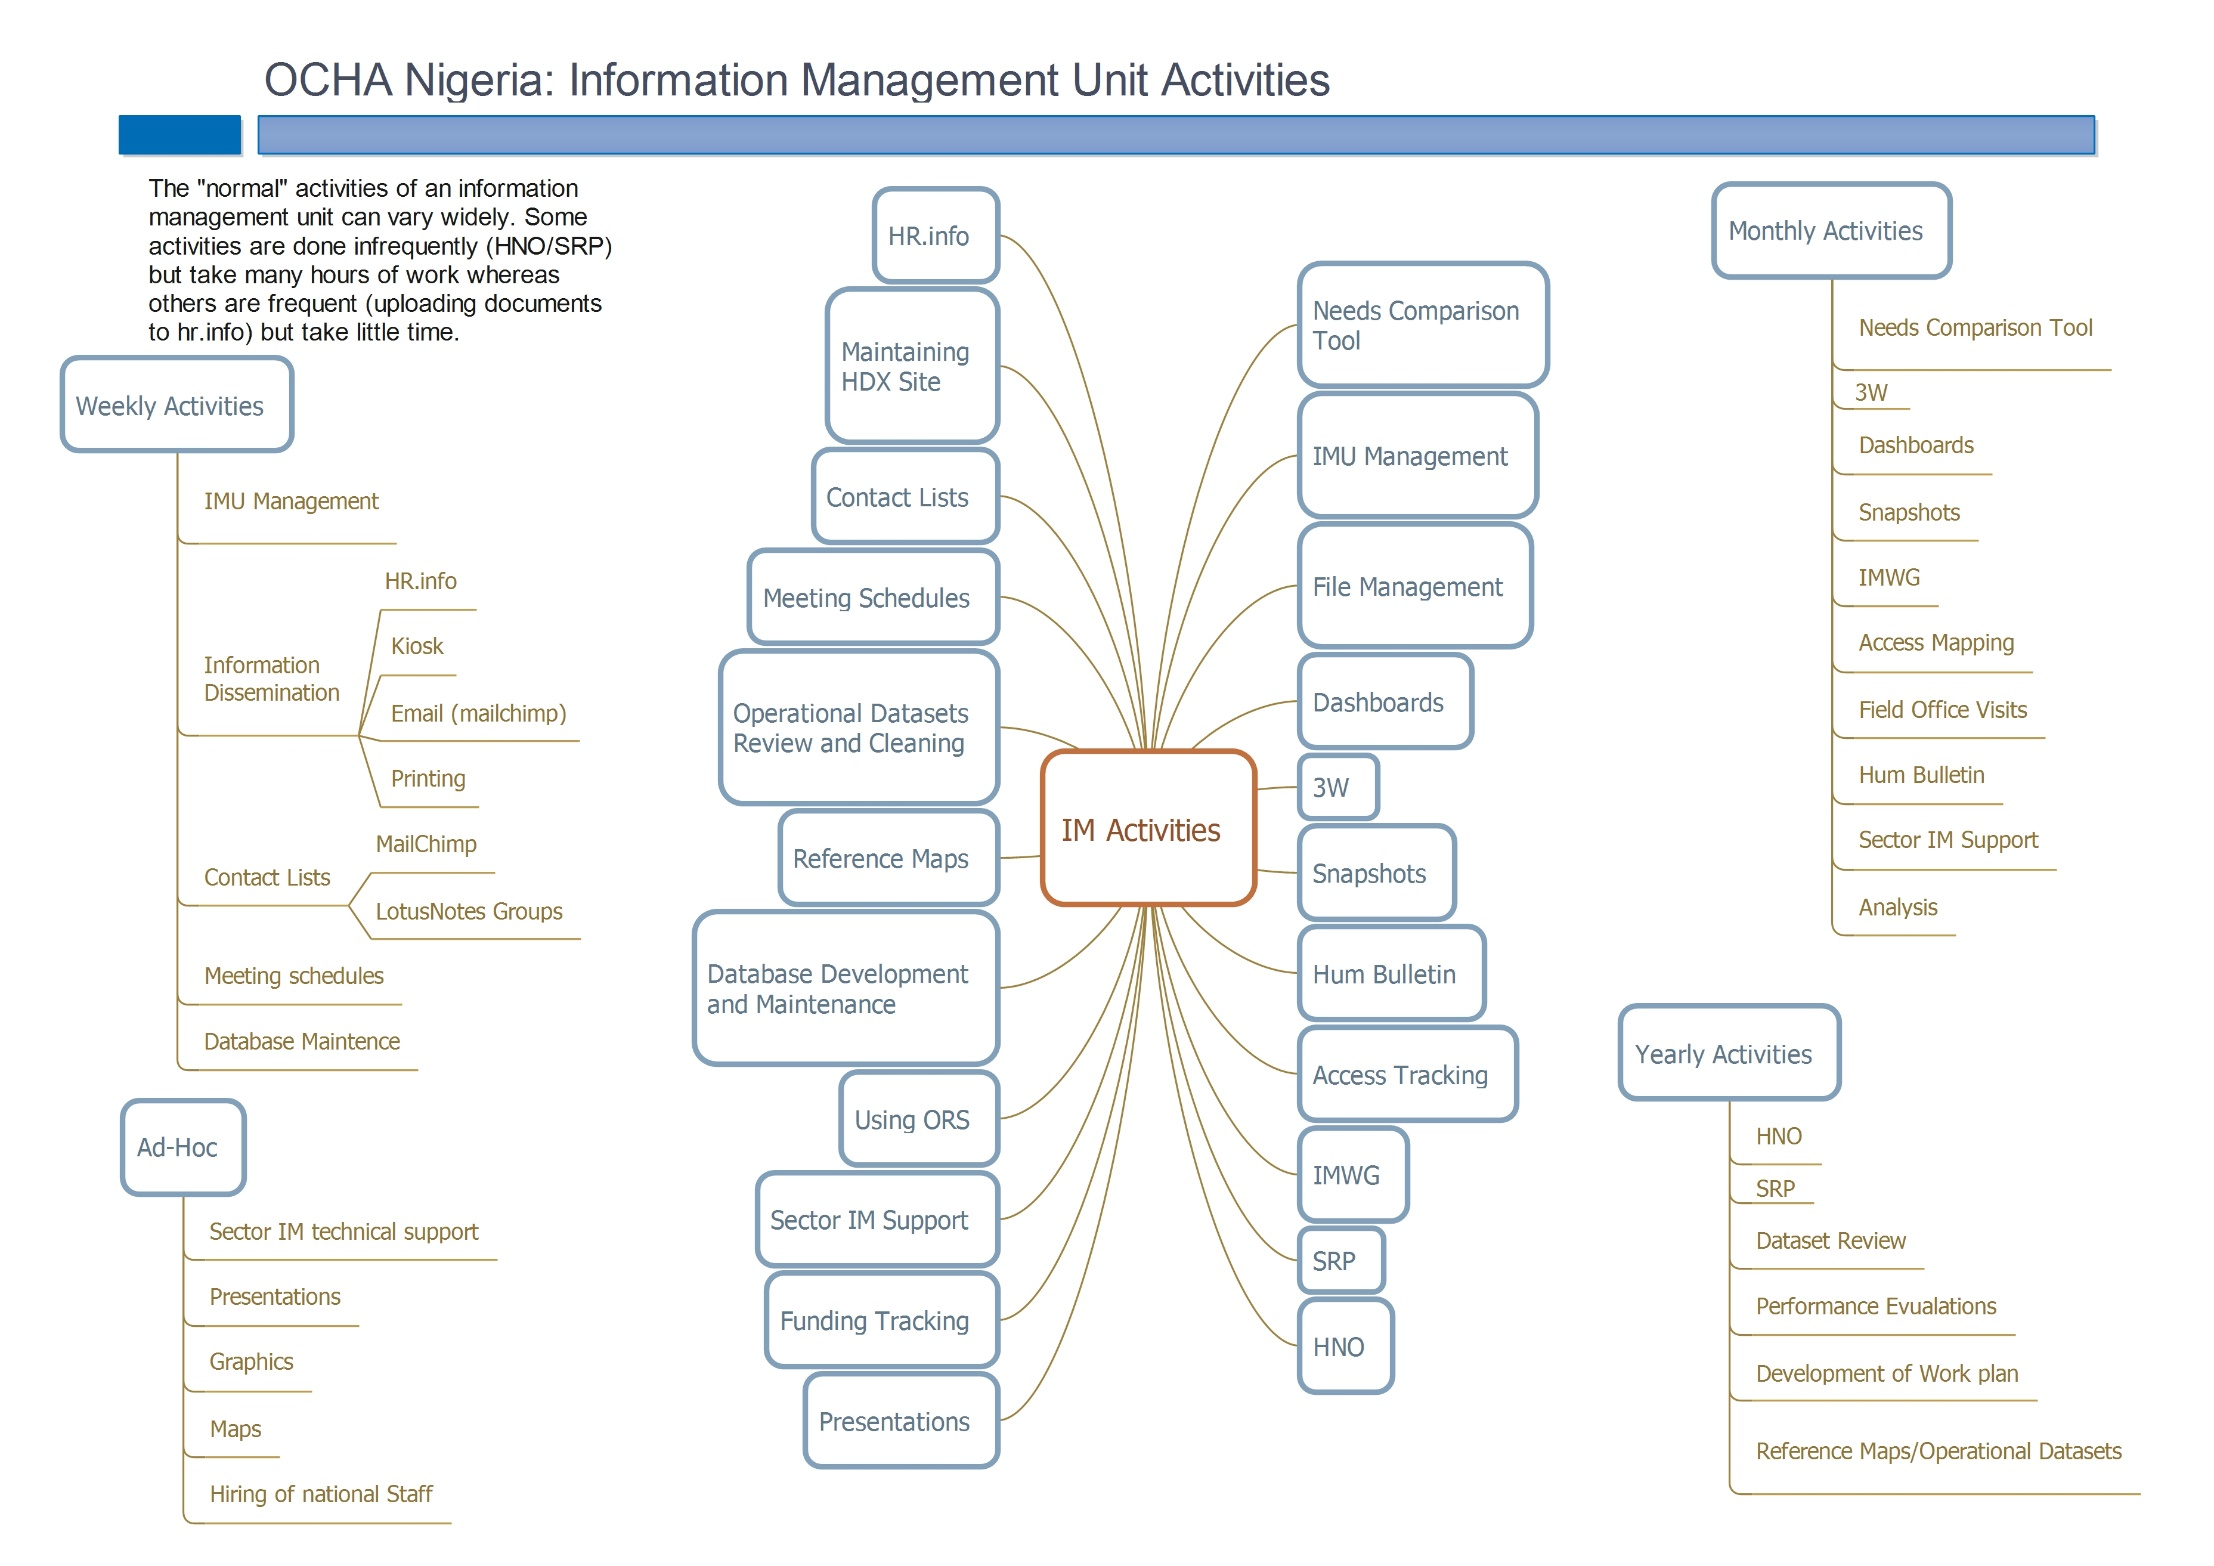 OCHA Nigeria: Information Management Unit Activities
The "normal" activities of an information
management unit can vary widely. Some
activities are done infrequently (HNO/SRP)
but take many hours of work whereas
others are frequent (uploading documents
to hr.info) but take little time.
Weekly Activities
IMU Management
Information
Dissemination
HR.info
Kiosk
Email (mailchimp)
Printing
Contact Lists
MailChimp
LotusNotes Groups
Meeting schedules
Database Maintence
Ad-Hoc
Sector IM technical support
Presentations
Graphics
Maps
Hiring of national Staff
HR.info
Maintaining
HDX Site
Contact Lists
Meeting Schedules
Operational Datasets
Review and Cleaning
Reference Maps
Database Development
and Maintenance
Using ORS
Sector IM Support
Funding Tracking
Presentations
IM Activities
Needs Comparison
Tool
IMU Management
File Management
Dashboards
3W
Snapshots
Hum Bulletin
Access Tracking
IMWG
SRP
HNO
Monthly Activities
Needs Comparison Tool
3W
Dashboards
Snapshots
IMWG
Access Mapping
Field Office Visits
Hum Bulletin
Sector IM Support
Analysis
Yearly Activities
HNO
SRP
Dataset Review
Performance Evualations
Development of Work plan
Reference Maps/Operational Datasets